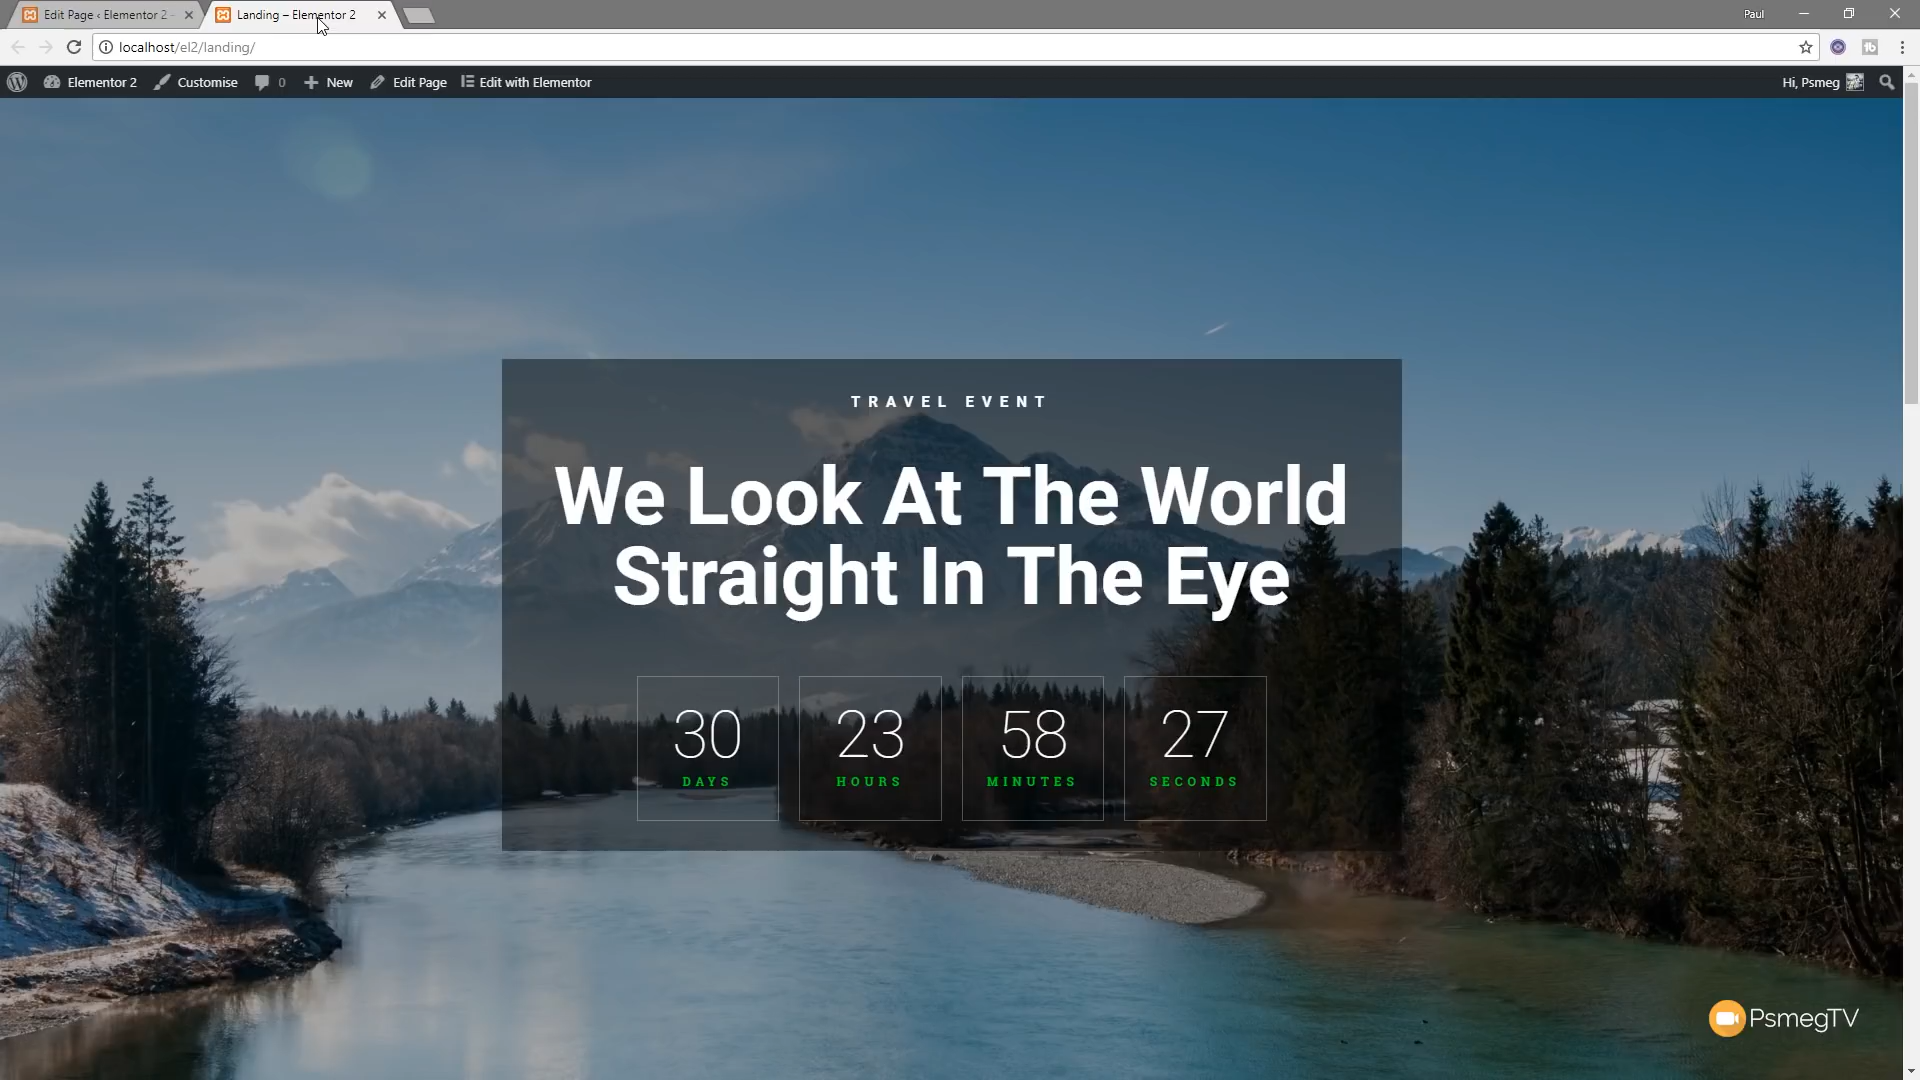 Edit Page ‹ Elementor 2 –
Landing – Elementor 2
Paul
localhost/el2/landing/
Elementor 2
Customise
0
New
Edit Page
Edit with Elementor
Hi, Psmeg
TRAVEL EVENT
We Look At The World
Straight In The Eye
30
23
58
27
DAYS
HOURS
MINUTES
SECONDS
PsmegTV